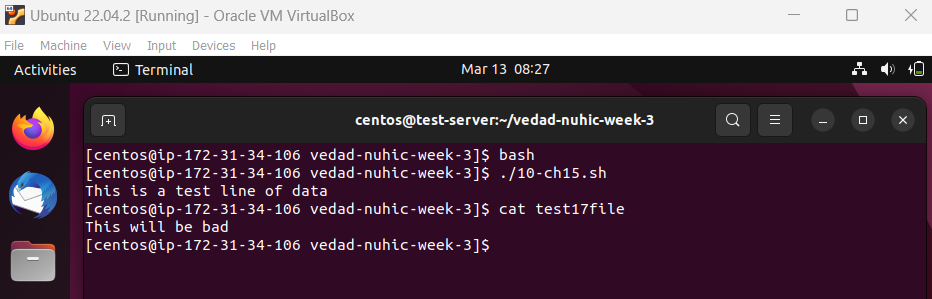 Ubuntu 22.04.2 [Running] - Oracle VM VirtualBox
File Machine View Input Devices Help
Activities Terminal Mar 13 08:27
centos@test-server:~/vedad-nuhic-week-3
[centos@ip-172-31-34-106 vedad-nuhic-week-3]$ bash
[centos@ip-172-31-34-106 vedad-nuhic-week-3]$ ./10-ch15.sh
This is a test line of data
[centos@ip-172-31-34-106 vedad-nuhic-week-3]$ cat test17file
This will be bad
[centos@ip-172-31-34-106 vedad-nuhic-week-3]$